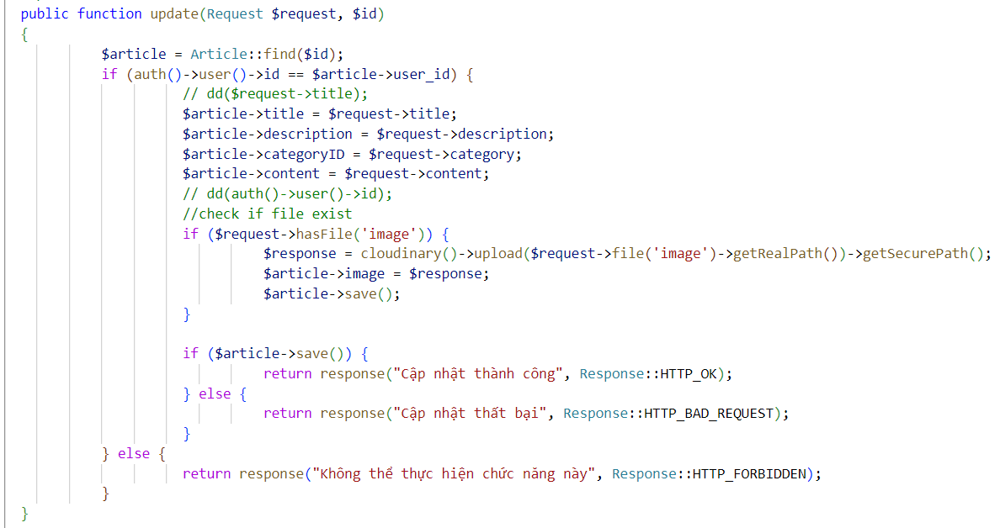 public function update(Request $request, $id)
{
$article = Article::find($id);
if (auth()->user()->id == $article->user_id) {
// dd($request->title);
$article->title = $request->title;
$article->description = $request->description;
$article->categoryID = $request->category;
$article->content = $request->content;
// dd(auth()->user()->id);
//check if file exist
if ($request->hasFile('image')) {
$response = cloudinary()->upload($request->file('image')->getRealPath())->getSecurePath();
$article->image = $response;
$article->save();
}
if ($article->save()) {
return response("Cập nhật thành công", Response::HTTP_OK);
} else {
return response("Cập nhật thất bại", Response::HTTP_BAD_REQUEST);
}
} else {
return response("Không thể thực hiện chức năng này", Response::HTTP_FORBIDDEN);
}
}